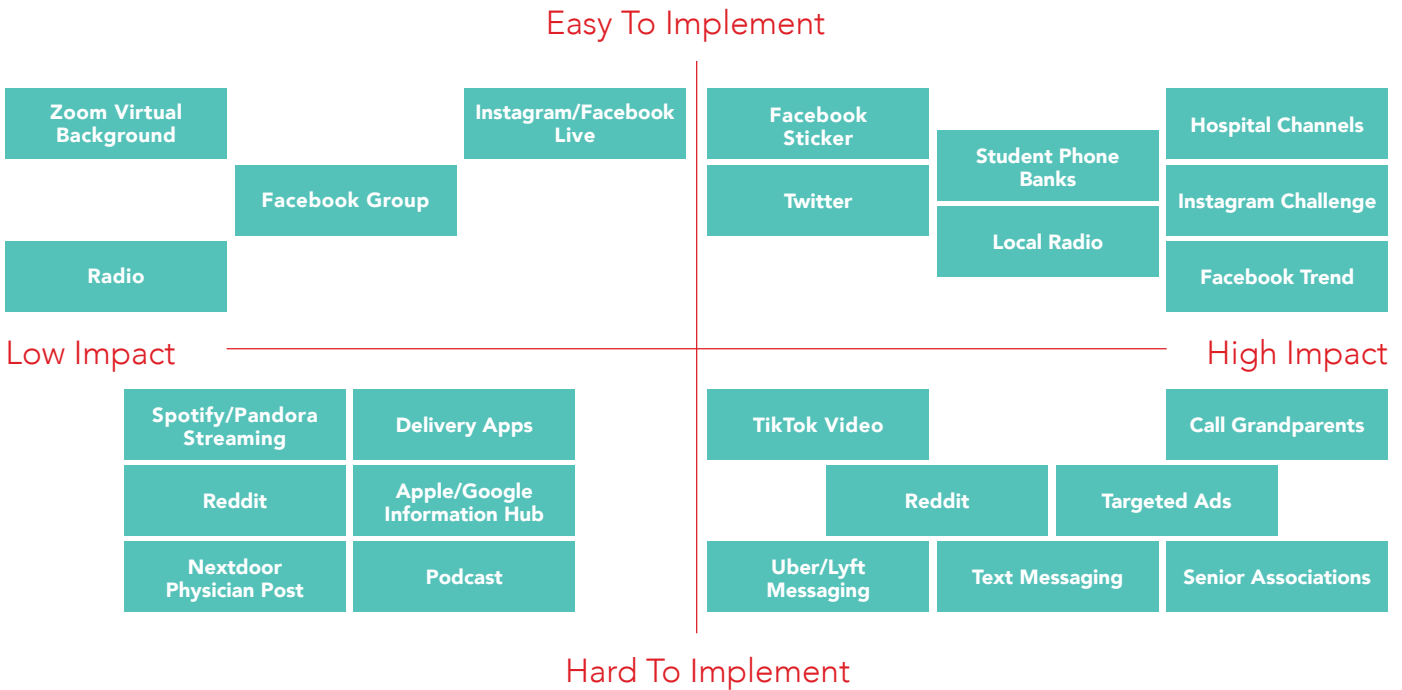 Easy To Implement
Zoom Virtual
Background
Instagram/Facebook
Live
Facebook Group
Radio
Facebook
Sticker
Twitter
Student Phone
Banks
Local Radio
Hospital Channels
Instagram Challenge
Facebook Trend
Low Impact
High Impact
Spotify/Pandora
Streaming
Delivery Apps
Reddit
Apple/Google
Information Hub
Nextdoor
Physician Post
Podcast
TikTok Video
Call Grandparents
Reddit
Targeted Ads
Uber/Lyft
Messaging
Text Messaging
Senior Associations
Hard To Implement